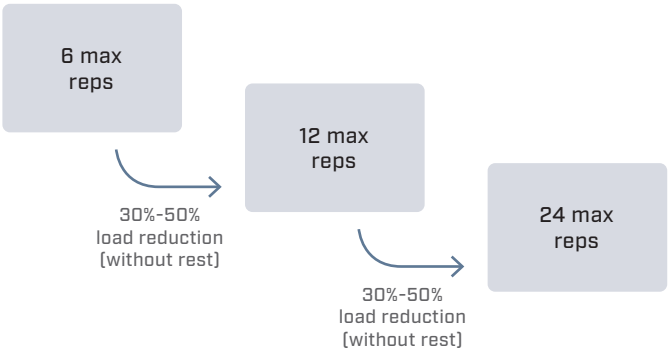 6 max
reps
30%-50%
load reduction
(without rest)
12 max
reps
30%-50%
load reduction
(without rest)
24 max
reps